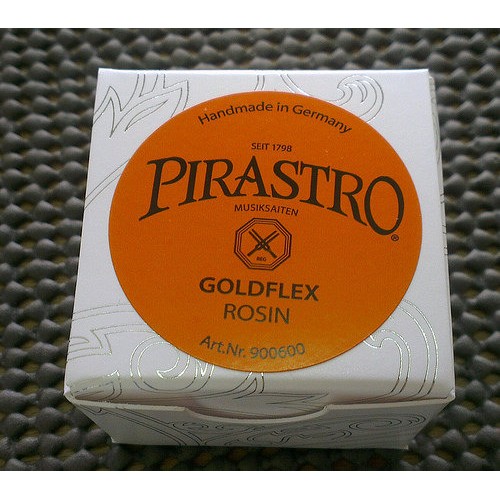 Handmade in Germany
SEIT 1798
PIRASTRO®
MUSIKSAITEN
REG
GOLDFLEX
ROSIN
Art.Nr. 900600